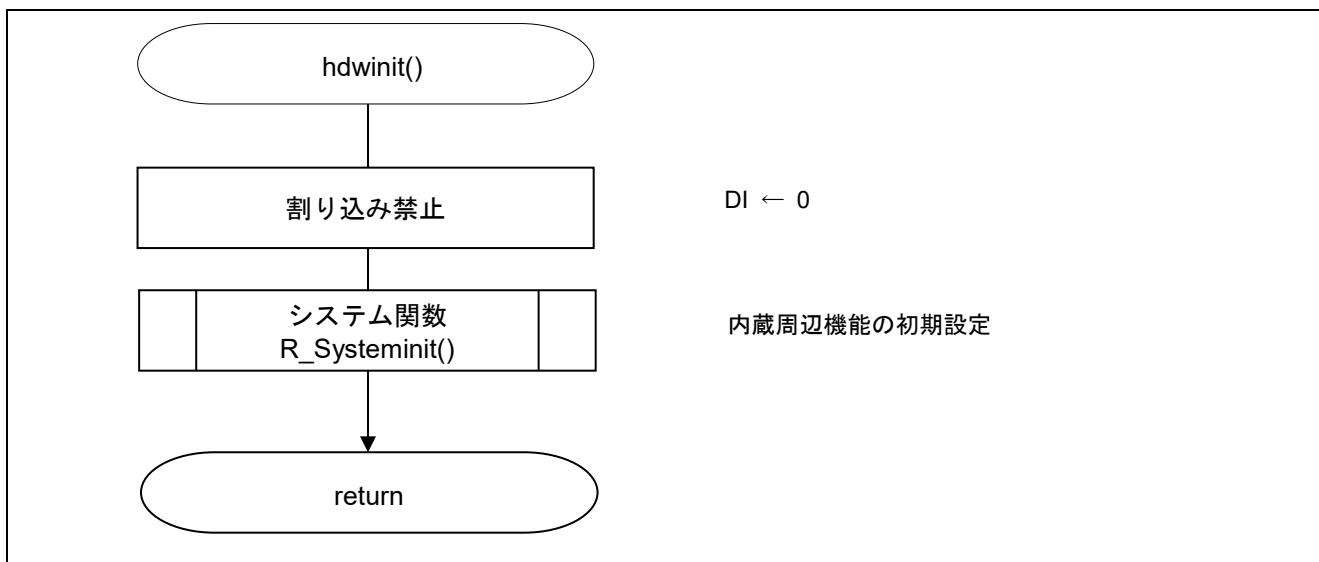 hdwinit()
割り込み禁止
DI ← 0
システム関数
R_Systeminit()
内蔵周辺機能の初期設定
return